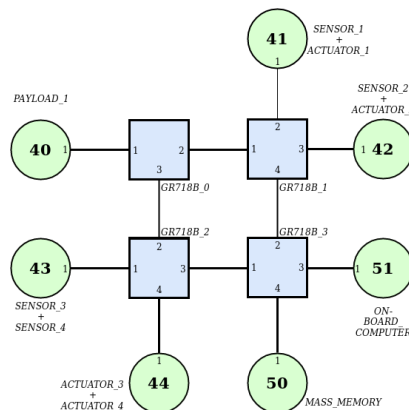 SENSOR_1
+
ACTUATOR_1
41
1
PAYLOAD_1
SENSOR_2
+
ACTUATOR_
40 1
1 2
3
GR718B_0
2
1 3
4
GR718B_1
1 42
43 1
2
1 3
4
GR718B_2
2
1 3
4
GR718B_3
1 51
SENSOR_3
+
SENSOR_4
ON-
BOARD_
COMPUTER
1
44
ACTUATOR_3
+
ACTUATOR_4
1
50
MASS_MEMORY